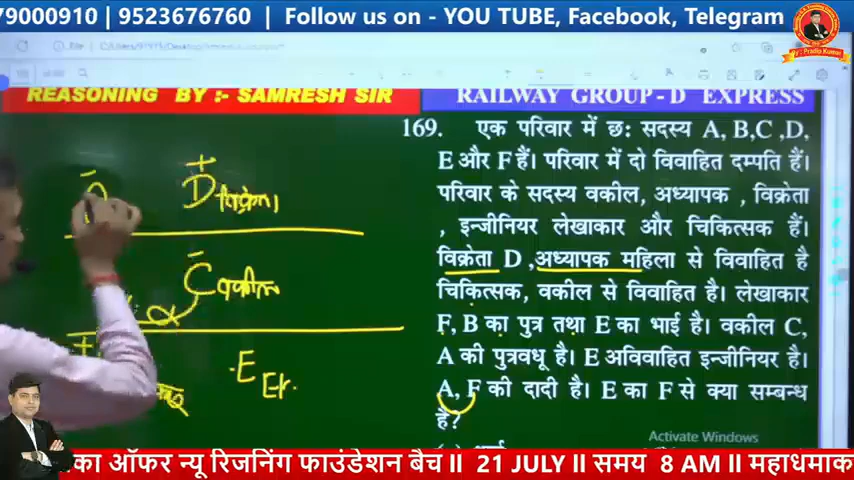 79000910 | 9523676760 | Follow us on - YOU TUBE, Facebook, Telegram
REASONING BY :- SAMRESH SIR
RAILWAY GROUP - D EXPRESS
169. एक परिवार में छ: सदस्य A, B,C ,D,
E और F हैं। परिवार में दो विवाहित दम्पति हैं।
परिवार के सदस्य वकील, अध्यापक , विक्रेता
, इन्जीनियर लेखाकार और चिकित्सक हैं।
विक्रेता D ,अध्यापक महिला से विवाहित है
चिकित्सक, वकील से विवाहित है। लेखाकार
F, B का पुत्र तथा E का भाई है। वकील C,
A की पुत्रवधू है। E अविवाहित इन्जीनियर है।
A, F की दादी है। E का F से क्या सम्बन्ध
है?
- +
D विक्रेता
-
C वकील
+
E Er.
Activate Windows
का ऑफर न्यू रिजनिंग फाउंडेशन बैच II 21 JULY II समय 8 AM II महाधमाक